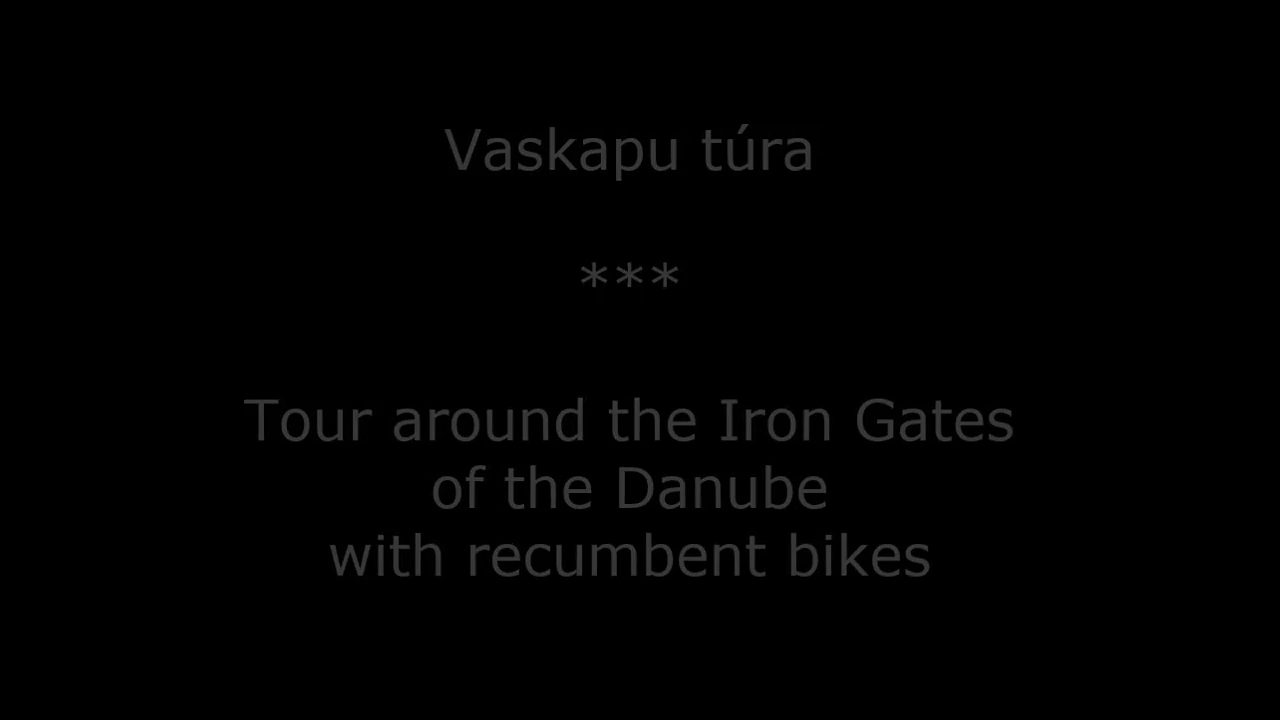 Vaskapu túra
***
Tour around the Iron Gates
of the Danube
with recumbent bikes